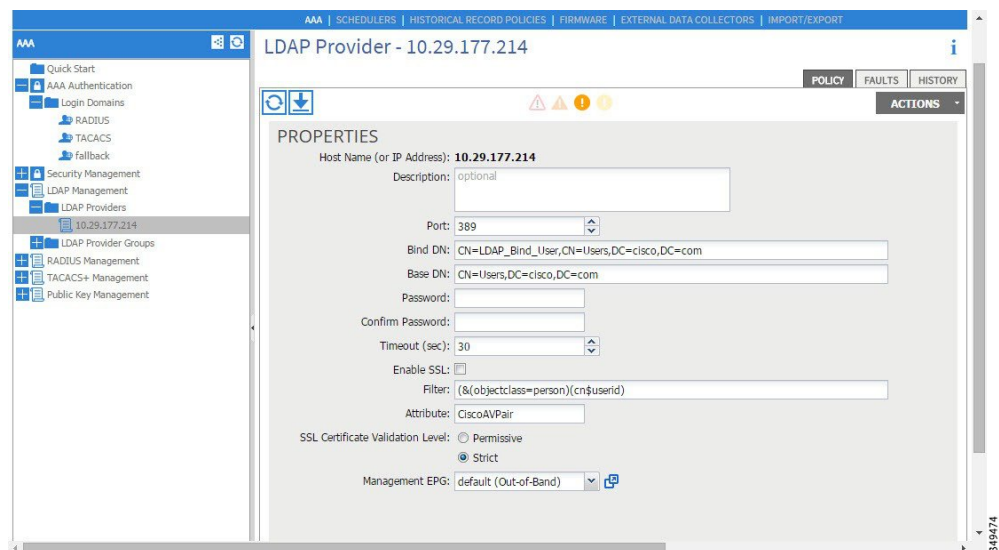 AAA | SCHEDULERS | HISTORICAL RECORD POLICIES | FIRMWARE | EXTERNAL DATA COLLECTORS | IMPORT/EXPORT
AAA
Quick Start
AAA Authentication
Login Domains
RADIUS
TACACS
fallback
Security Management
LDAP Management
LDAP Providers
10.29.177.214
LDAP Provider Groups
RADIUS Management
TACACS+ Management
Public Key Management
LDAP Provider - 10.29.177.214
i
POLICY
FAULTS
HISTORY
ACTIONS
PROPERTIES
Host Name (or IP Address): 10.29.177.214
Description: optional
Port: 389
Bind DN: CN=LDAP_Bind_User,CN=Users,DC=cisco,DC=com
Base DN: CN=Users,DC=cisco,DC=com
Password:
Confirm Password:
Timeout (sec): 30
Enable SSL:
Filter: (&(objectclass=person)(cn$userid)
Attribute: CiscoAVPair
SSL Certificate Validation Level: Permissive
Strict
Management EPG: default (Out-of-Band)
349474